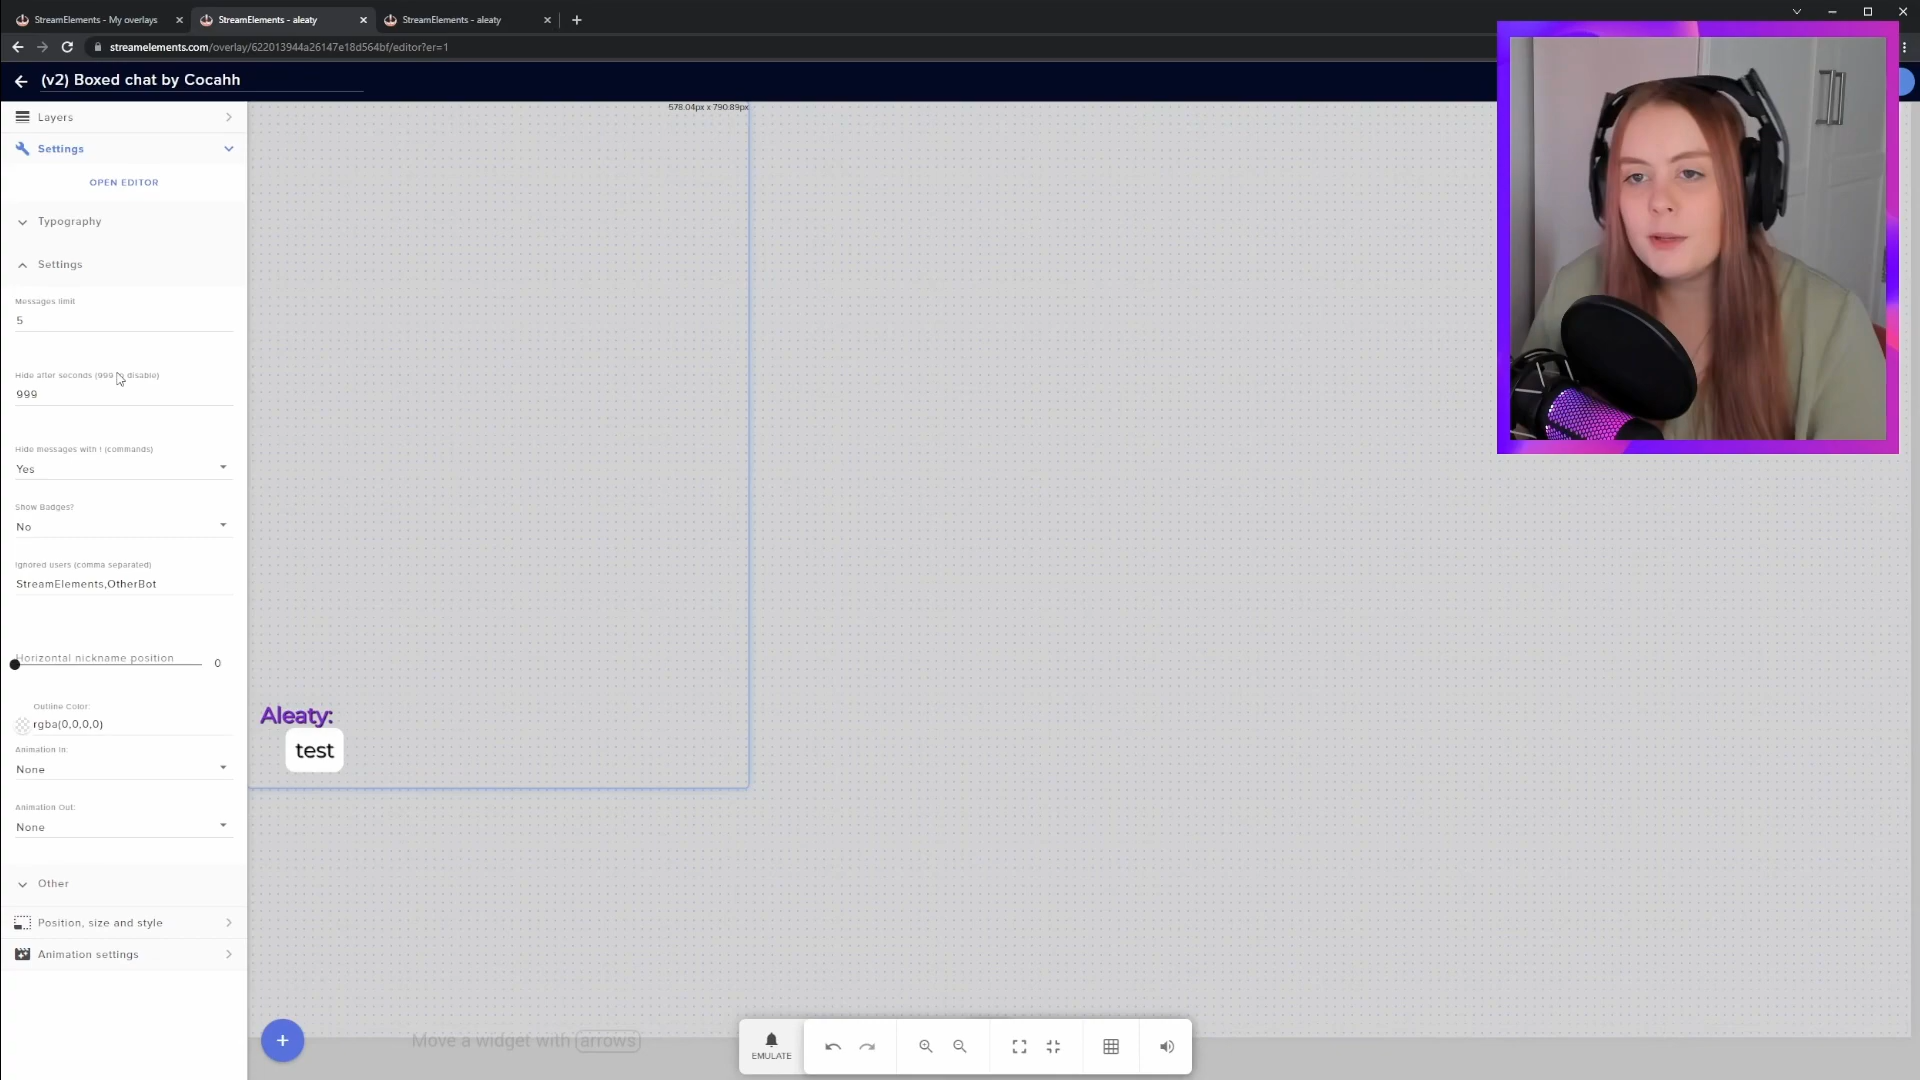 StreamElements - My overlays
StreamElements - aleaty
StreamElements - aleaty
streamelements.com/overlay/622013944a26147e18d564bf/editor?er=1
(v2) Boxed chat by Cocahh
578.04px x 790.89px
Layers
Settings
OPEN EDITOR
Typography
Settings
Messages limit
5
Hide after seconds (999 to disable)
999
Hide messages with ! (commands)
Yes
Show Badges?
No
Ignored users (comma separated)
StreamElements,OtherBot
Horizontal nickname position
0
Outline Color:
rgba(0,0,0,0)
Animation In:
None
Animation Out:
None
Other
Position, size and style
Animation settings
Aleaty:
test
Move a widget with arrows
EMULATE